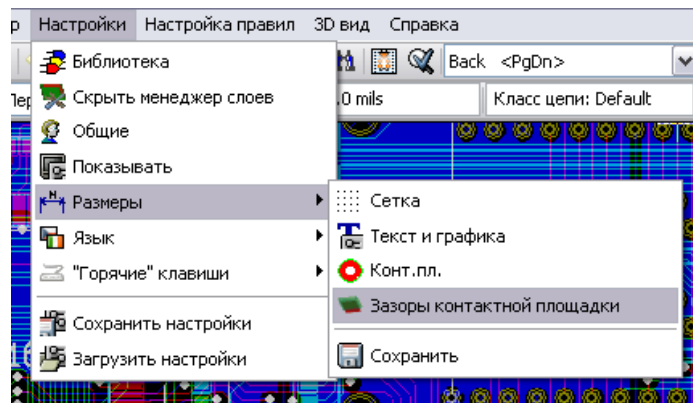 р Настройки Настройка правил 3D вид Справка
Библиотека
Back <PgDn>
Скрыть менеджер слоев
.0 mils
Класс цепи: Default
Общие
Показывать
Размеры
Сетка
Язык
Текст и графика
"Горячие" клавиши
Конт.пл.
Зазоры контактной площадки
Сохранить настройки
Загрузить настройки
Сохранить